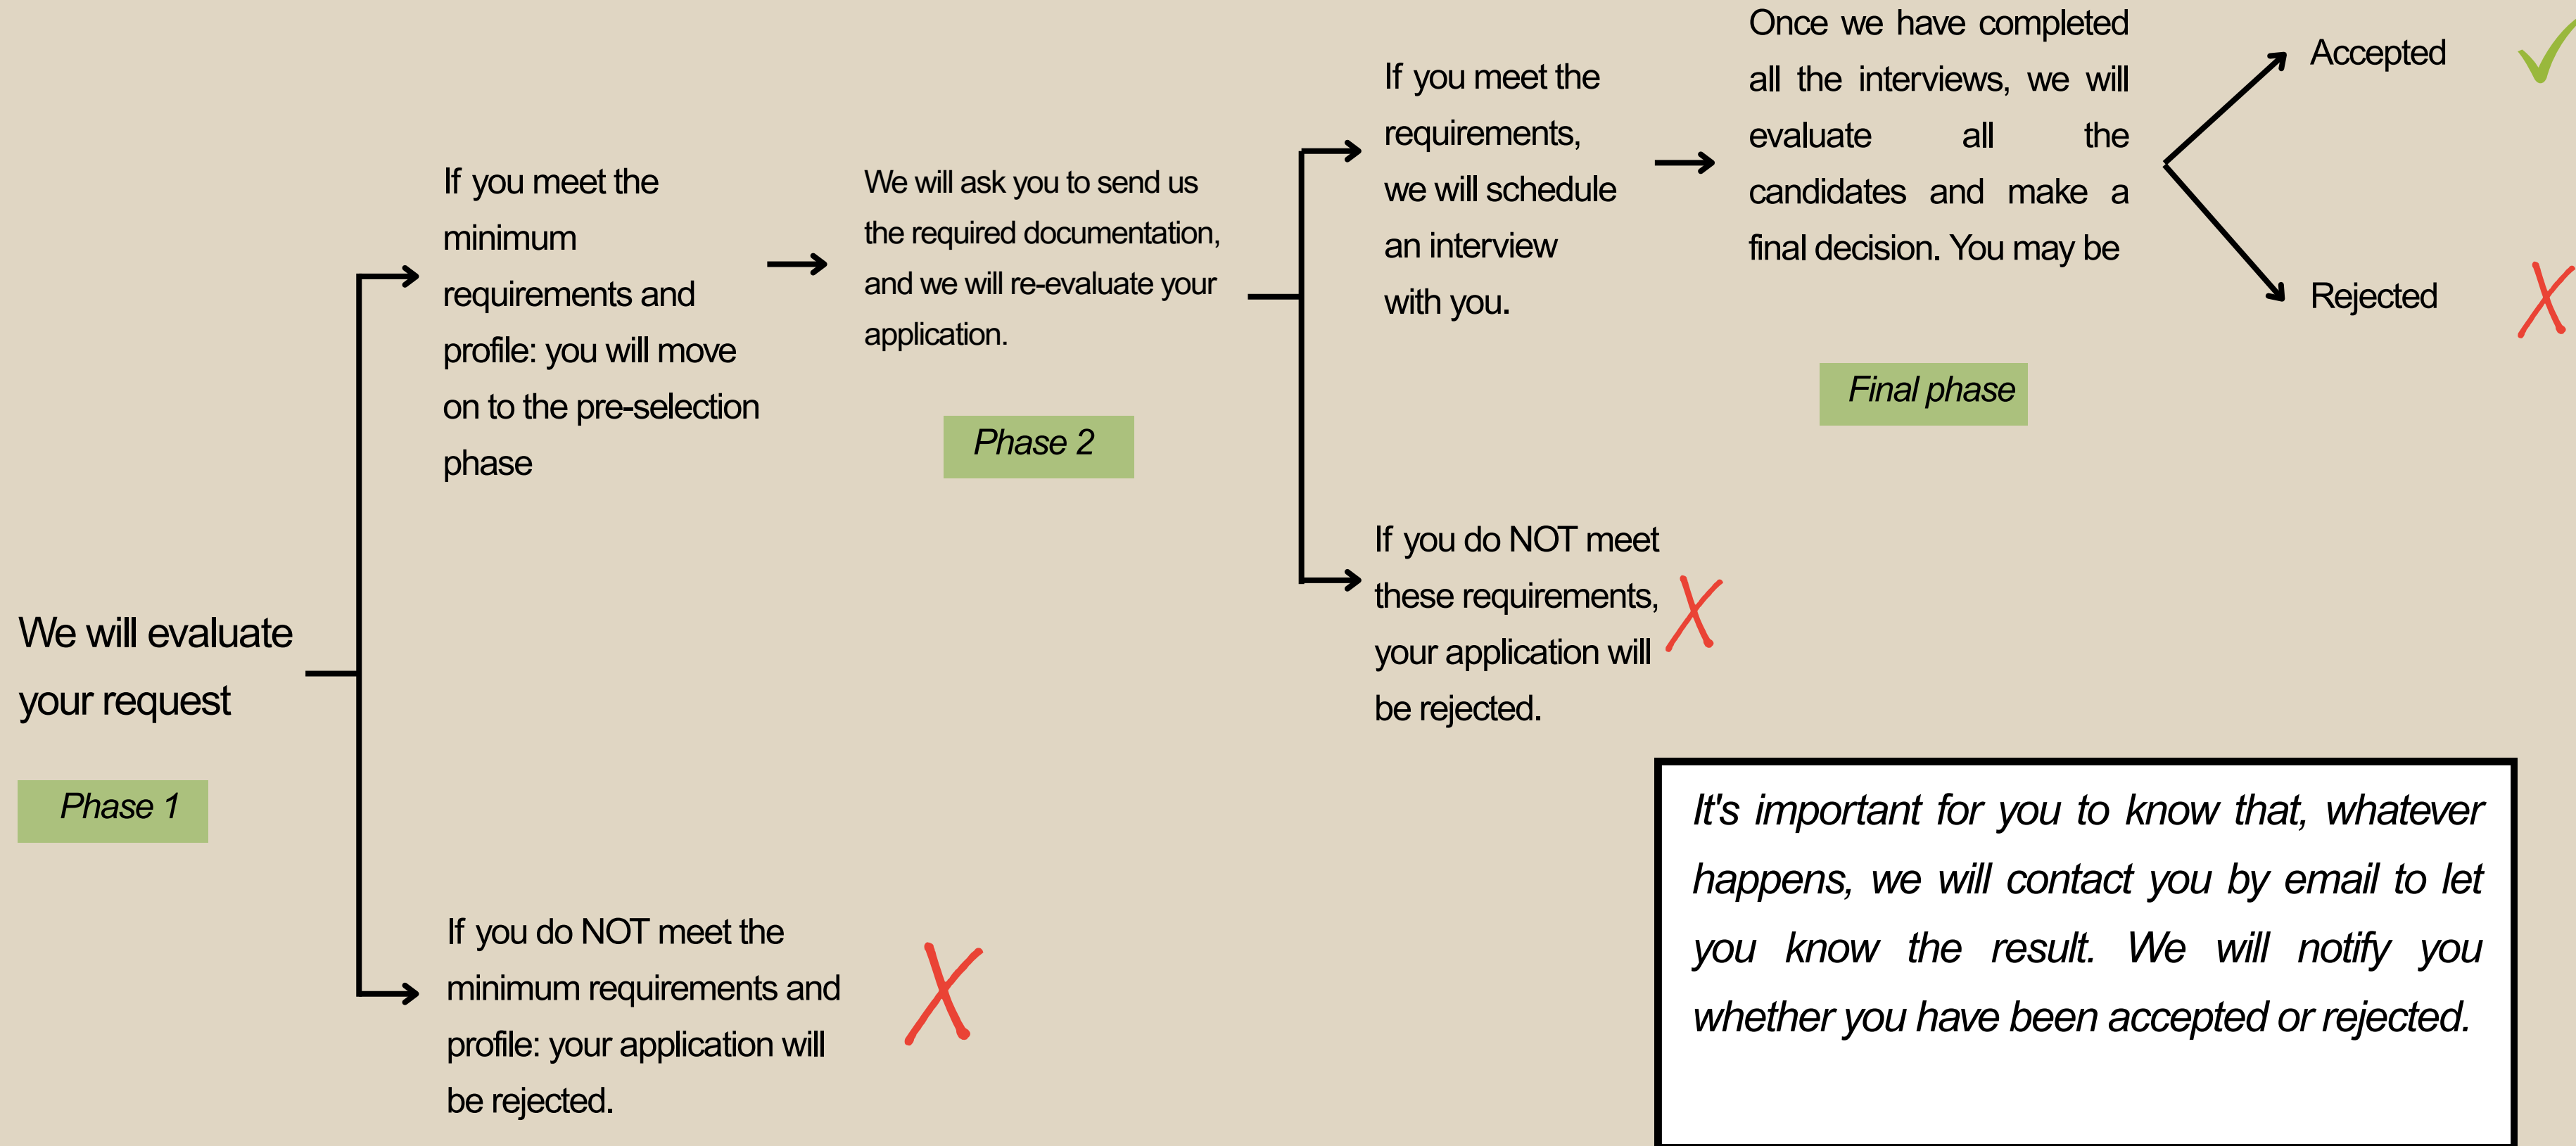 We will evaluate
your request
Phase 1
If you meet the
minimum
requirements and
profile: you will move
on to the pre-selection
phase
If you do NOT meet the
minimum requirements and
profile: your application will
be rejected.
We will ask you to send us
the required documentation,
and we will re-evaluate your
application.
Phase 2
If you meet the
requirements,
we will schedule
an interview
with you.
If you do NOT meet
these requirements,
your application will
be rejected.
Once we have completed
all the interviews, we will
evaluate all the
candidates and make a
final decision. You may be
Final phase
Accepted
Rejected
It's important for you to know that, whatever
happens, we will contact you by email to let
you know the result. We will notify you
whether you have been accepted or rejected.